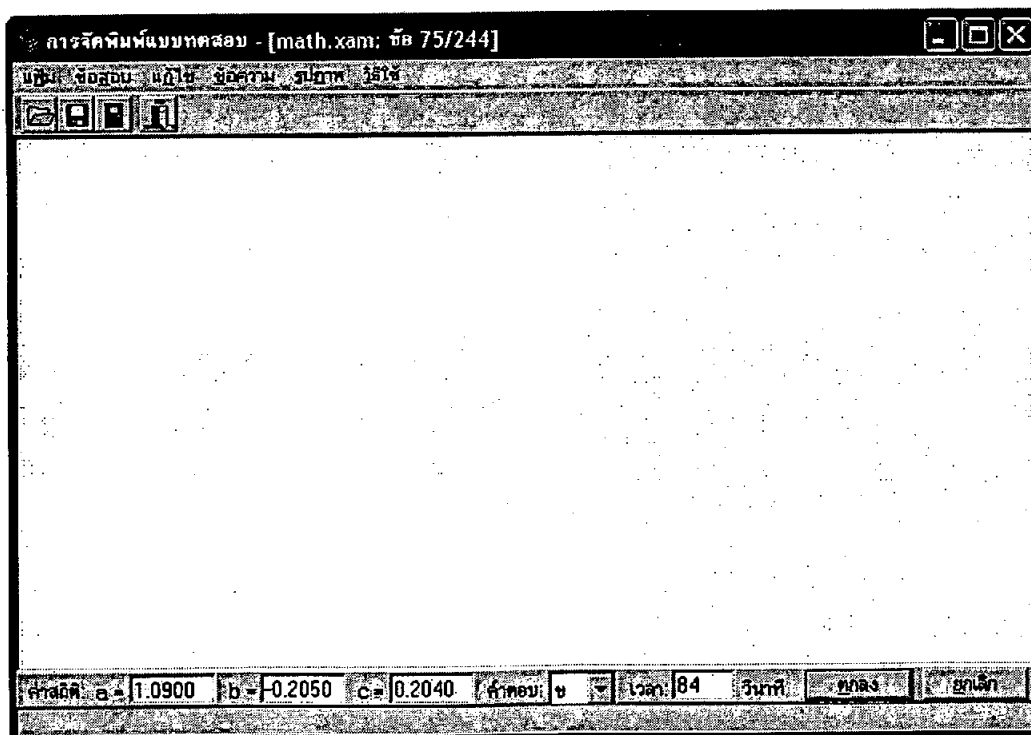 การจัดพิมพ์แบบทดสอบ - [math.xam: ข้อ 75/244]
แฟ้ม ข้อสอบ แก้ไข ข้อความ รูปภาพ วิธีใช้
ค่าสถิติ a = 1.0900 b = -0.2050 c = 0.2040 คำตอบ: ข เวลา: 84 วินาที ตกลง ยกเลิก